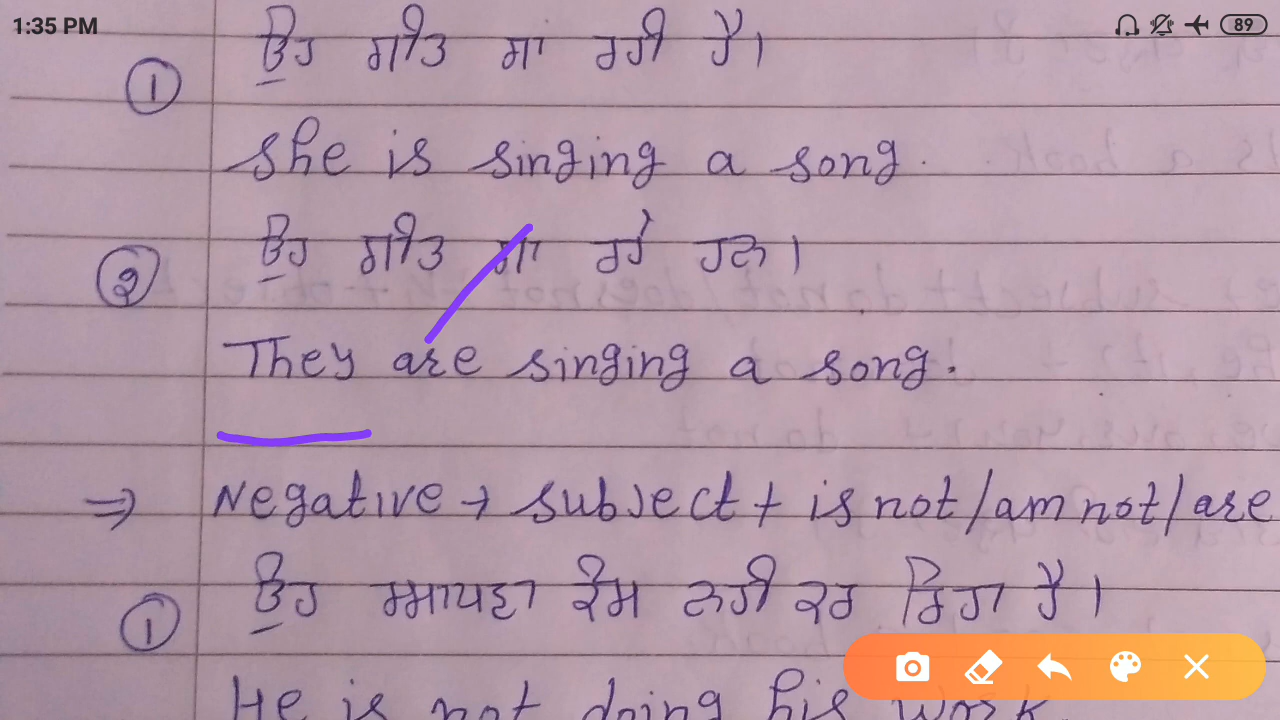 1:35 PM 89
ਉਹ ਗੀਤ ਗਾ ਰਹੀ ਹੈ।
①
She is singing a song.
ਉਹ ਗੀਤ ਗਾ ਰਹੇ ਹਨ।
②
They are singing a song.
⇒ Negative → subject + is not/am not/are
ਉਹ ਆਪਣਾ ਕੰਮ ਨਹੀ ਕਰ ਰਿਹਾ ਹੈ।
①
He is not doing his work.